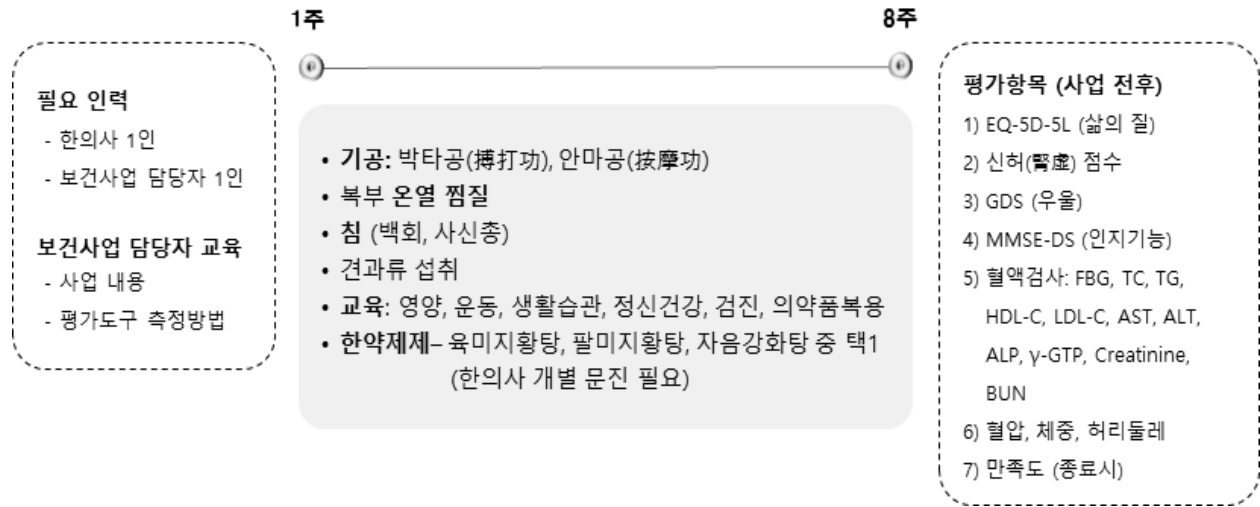 1주
8주
필요 인력
- 한의사 1인
- 보건사업 담당자 1인
보건사업 담당자 교육
- 사업 내용
- 평가도구 측정방법
• 기공: 박타공(搏打功), 안마공(按摩功)
• 복부 온열 찜질
• 침 (백회, 사신총)
• 견과류 섭취
• 교육: 영양, 운동, 생활습관, 정신건강, 검진, 의약품복용
• 한약제제– 육미지황탕, 팔미지황탕, 자음강화탕 중 택1
(한의사 개별 문진 필요)
평가항목 (사업 전후)
1) EQ-5D-5L (삶의 질)
2) 신허(腎虛) 점수
3) GDS (우울)
4) MMSE-DS (인지기능)
5) 혈액검사: FBG, TC, TG,
HDL-C, LDL-C, AST, ALT,
ALP, γ-GTP, Creatinine,
BUN
6) 혈압, 체중, 허리둘레
7) 만족도 (종료시)